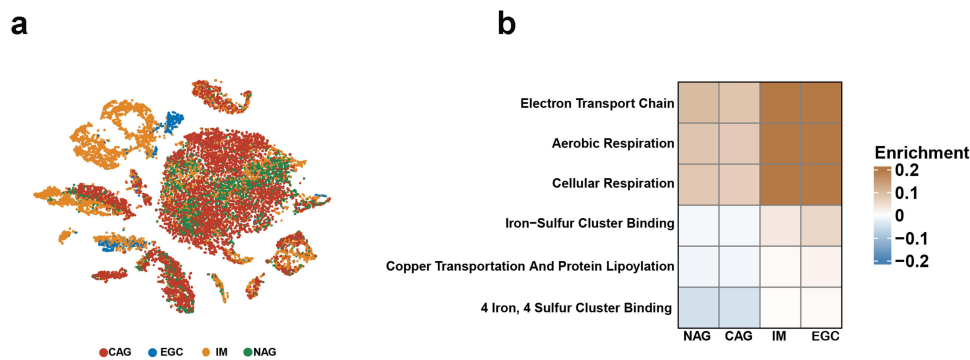 a
b
Electron Transport Chain
Aerobic Respiration
Cellular Respiration
Iron−Sulfur Cluster Binding
Copper Transportation And Protein Lipoylation
4 Iron, 4 Sulfur Cluster Binding
NAG CAG IM EGC
Enrichment
0.2
0.1
0
−0.1
−0.2
CAG EGC IM NAG